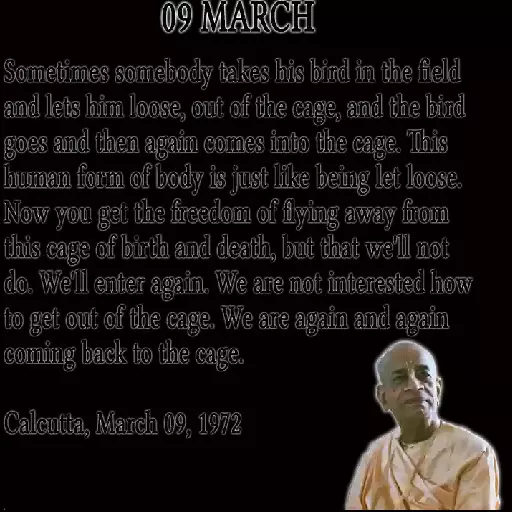 09 MARCH
Sometimes somebody takes his bird in the field
and lets him loose, out of the cage, and the bird
goes and then again comes into the cage. This
human form of body is just like being let loose.
Now you get the freedom of flying away from
this cage of birth and death, but that we'll not
do. We'll enter again. We are not interested how
to get out of the cage. We are again and again
coming back to the cage.
Calcutta, March 09, 1972